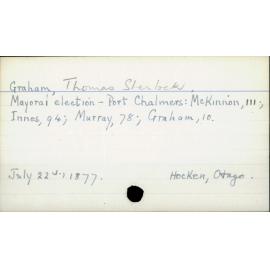 Graham, Thomas Sherlock.
Mayoral election - Port Chalmers: McKinnon, 111;
Innes, 94; Murray, 78; Graham, 10.
July 22nd, 1877.
Hocken, Otago.